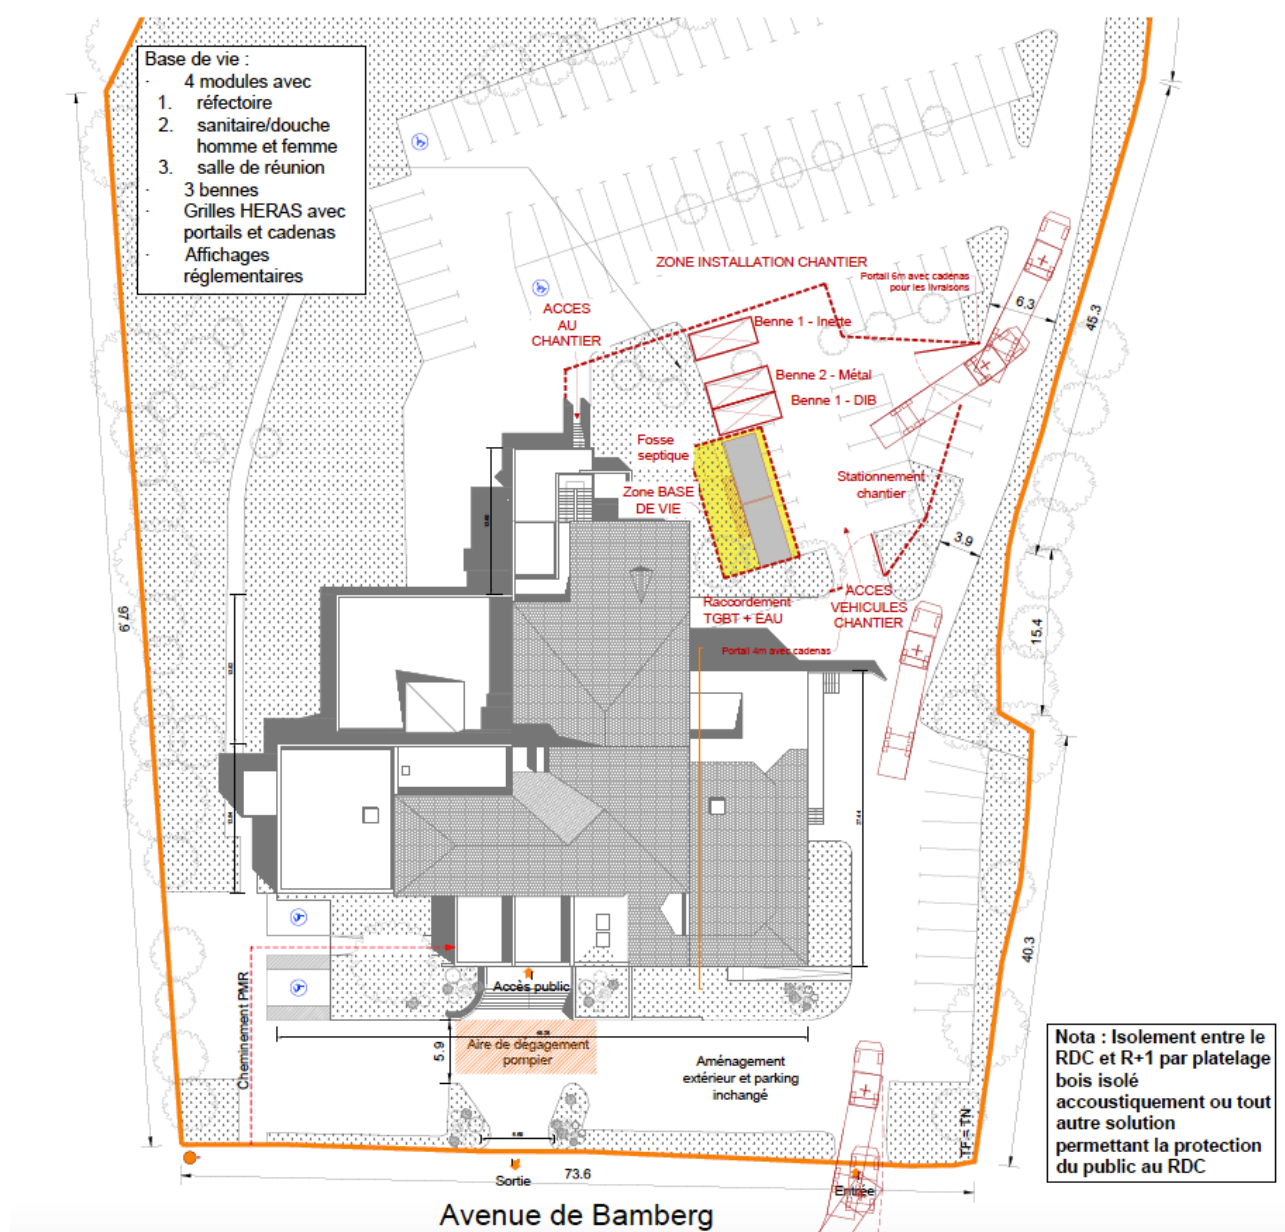 Base de vie :
- 4 modules avec
1. réfectoire
2. sanitaire/douche
homme et femme
3. salle de réunion
- 3 bennes
- Grilles HERAS avec
portails et cadenas
- Affichages
réglementaires
ZONE INSTALLATION CHANTIER
Portail 6m avec cadenas
pour les livraisons
ACCES
AU
CHANTIER
Benne 1 - Inerte
6.3
45.3
Benne 2 - Métal
Benne 1 - DIB
Fosse
septique
Stationnement
chantier
Zone BASE
DE VIE
3.9
ACCES
VEHICULES
CHANTIER
Raccordement
TGBT + EAU
Portail 4m avec cadenas
15.4
97.9
40.3
Cheminement PMR
Accès public
Aire de dégagement
pompier
5.9
Aménagement
extérieur et parking
inchangé
Nota : Isolement entre le
RDC et R+1 par platelage
bois isolé
accoustiquement ou tout
autre solution
permettant la protection
du public au RDC
TF = TN
Sortie
73.6
Entrée
Avenue de Bamberg